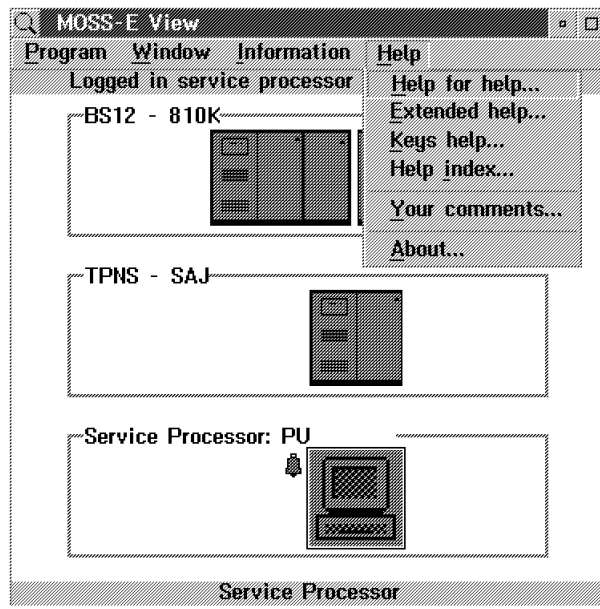 MOSS-E View
Program Window Information Help
Logged in service processor
Help for help...
Extended help...
Keys help...
Help index...
Your comments...
About...
BS12 - 810K
TPNS - SAJ
Service Processor: PU
Service Processor